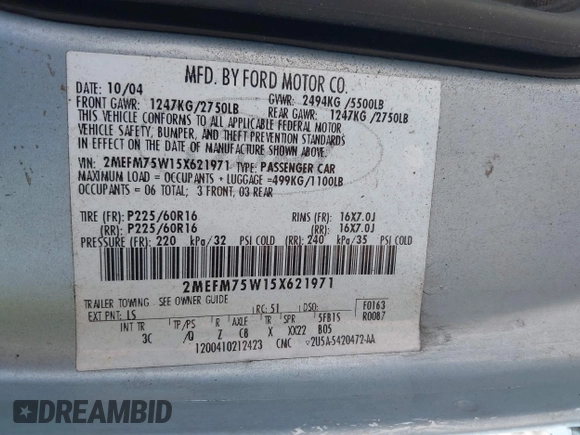 MFD. BY FORD MOTOR CO.
DATE: 10/04 GVWR: 2494KG /5500LB
FRONT GAWR: 1247KG/2750LB REAR GAWR: 1247 KG/2750LB
THIS VEHICLE CONFORMS TO ALL APPLICABLE FEDERAL MOTOR
VEHICLE SAFETY, BUMPER, AND THEFT PREVENTION STANDARDS
IN EFFECT ON THE DATE OF MANUFACTURE SHOWN ABOVE.
VIN: 2MEFM75W15X621971 TYPE: PASSENGER CAR
MAXIMUM LOAD = OCCUPANTS + LUGGAGE =499KG/1100LB
OCCUPANTS = 06 TOTAL; 3 FRONT, 03 REAR
TIRE (FR): P225/60R16 RIMS (FR): 16X7.0J
(RR): P225/60R16 (RR): 16X7.0J
PRESSURE (FR): 220 kPa/32 PSI COLD (RR): 240 kPa/35 PSI COLD
2MEFM75W15X621971
TRAILER TOWING SEE OWNER GUIDE
EXT PNT: LS RC: 51 DSO: F0163
INT TR TP/PS R AXLE TR SPR 5FB15 R0087
3C /Q Z C8 X XX22 B05
1200410212423 CMC V2U5A-5420472-AA
DREAMBID